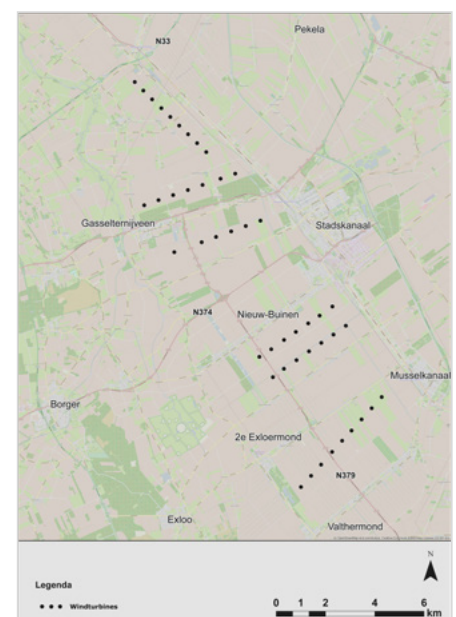 N33
Pekela
Gasselternijveen
Stadskanaal
N374
Nieuw-Buinen
Musselkanaal
Borger
2e Exloermond
N379
Exloo
Valthermond
N
Legenda
Windturbines
0 1 2 4 6
km